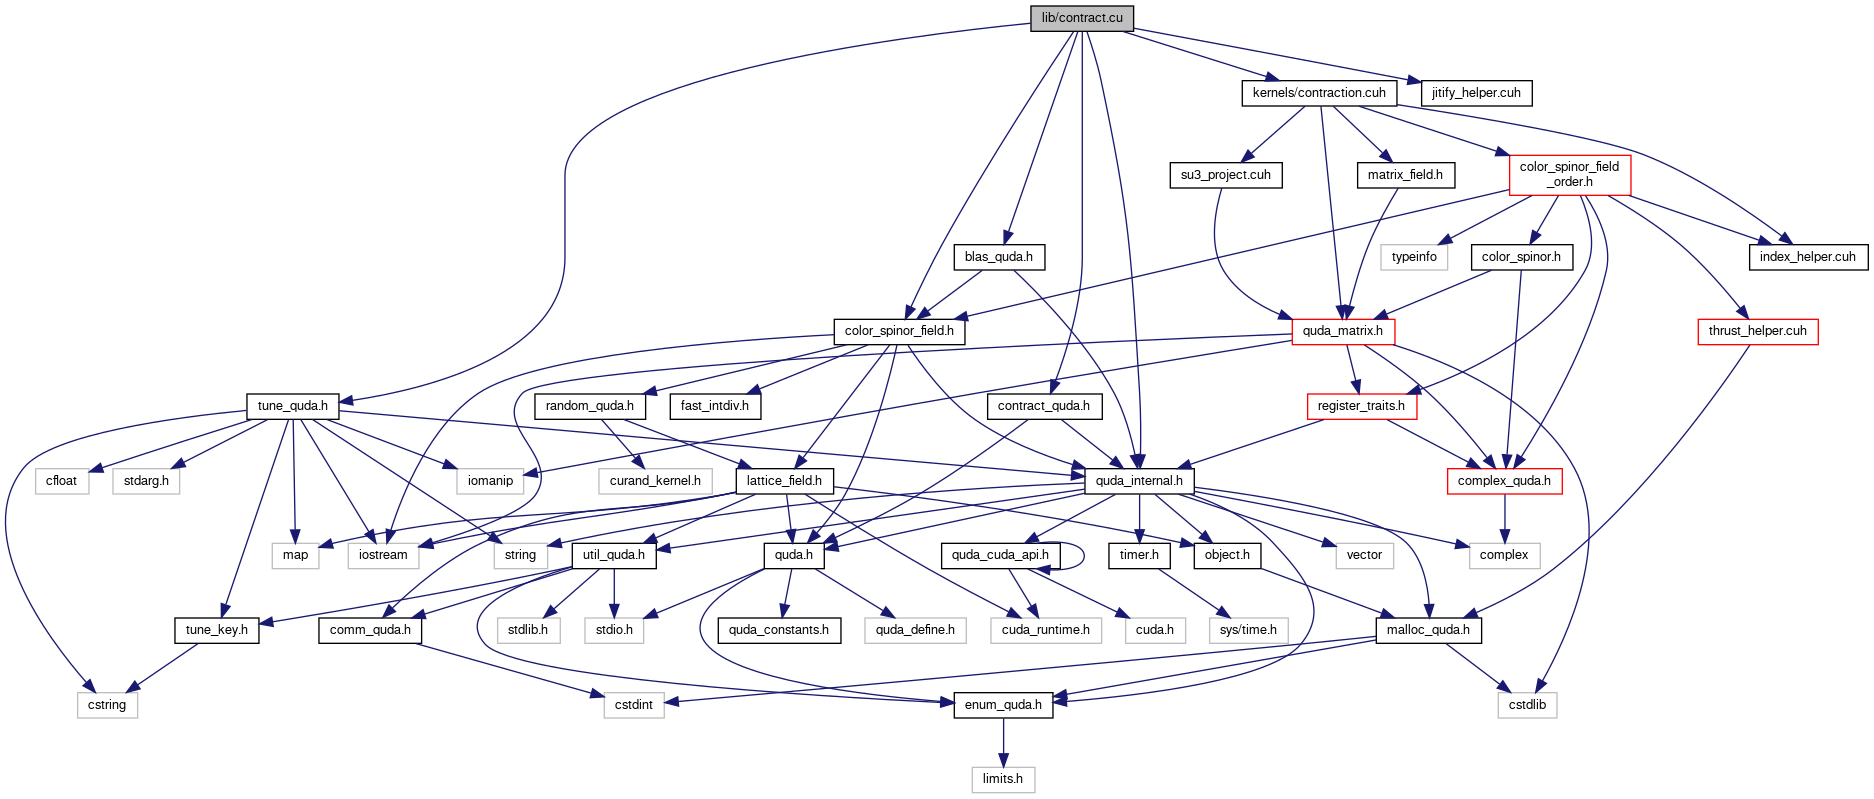 lib/contract.cu
kernels/contraction.cuh
jitify_helper.cuh
su3_project.cuh
matrix_field.h
color_spinor_field
_order.h
blas_quda.h
typeinfo
color_spinor.h
index_helper.cuh
color_spinor_field.h
quda_matrix.h
thrust_helper.cuh
tune_quda.h
random_quda.h
fast_intdiv.h
contract_quda.h
register_traits.h
cfloat
stdarg.h
iomanip
curand_kernel.h
lattice_field.h
quda_internal.h
complex_quda.h
map
iostream
string
util_quda.h
quda.h
quda_cuda_api.h
timer.h
object.h
vector
complex
tune_key.h
comm_quda.h
stdlib.h
stdio.h
quda_constants.h
quda_define.h
cuda_runtime.h
cuda.h
sys/time.h
malloc_quda.h
cstring
cstdint
enum_quda.h
cstdlib
limits.h